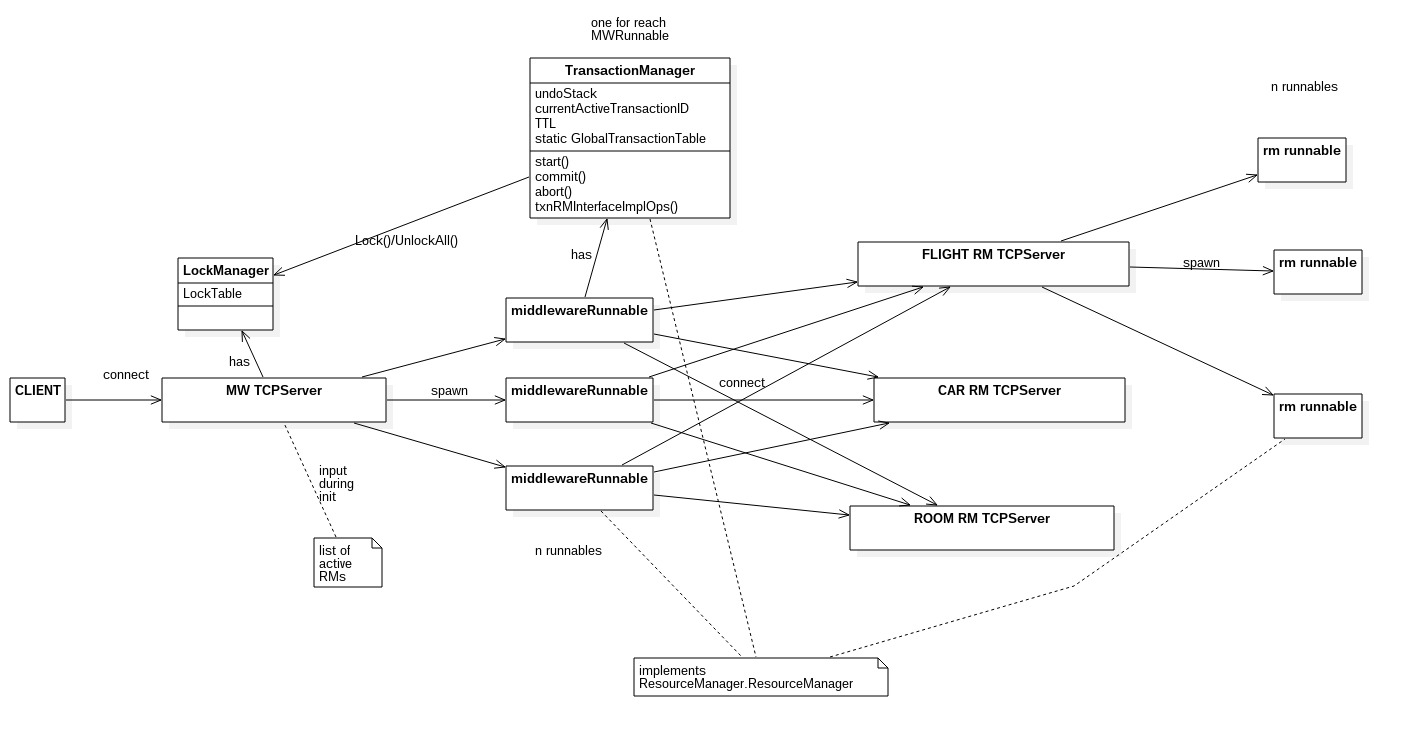 one for reach
MWRunnable
TransactionManager
undoStack
currentActiveTransactionID
TTL
static GlobalTransactionTable
start()
commit()
abort()
txnRMInterfaceImplOps()
n runnables
rm runnable
Lock()/UnlockAll()
has
FLIGHT RM TCPServer
spawn
rm runnable
LockManager
LockTable
middlewareRunnable
has
connect
CLIENT
MW TCPServer
spawn
middlewareRunnable
connect
CAR RM TCPServer
rm runnable
input
during
init
middlewareRunnable
ROOM RM TCPServer
n runnables
list of
active
RMs
implements
ResourceManager.ResourceManager